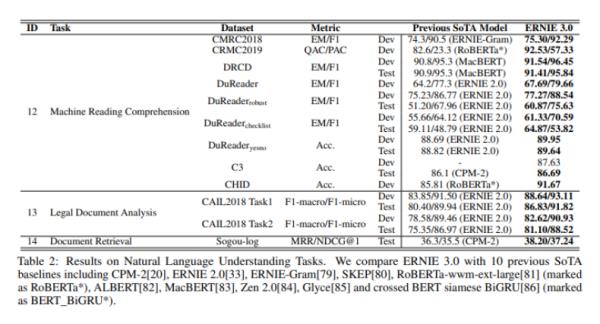 ID Task Dataset Metric Previous SoTA Model ERNIE 3.0
CMRC2018 EM/F1 Dev 74.3/90.5 (ERNIE-Gram) 75.30/92.29
CRMC2019 QAC/PAC Dev 82.6/23.3 (RoBERTa*) 92.53/57.33
DRCD EM/F1 Dev 90.8/95.3 (MacBERT) 91.54/96.45
Test 90.9/95.3 (MacBERT) 91.41/95.84
DuReader EM/F1 Dev 64.2/77.3 (ERNIE 2.0) 67.69/79.66
DuReaderrobust EM/F1 Dev 75.23/86.77 (ERNIE 2.0) 77.27/88.54
Test 51.20/67.96 (ERNIE 2.0) 60.87/75.63
12 Machine Reading Comprehension
DuReaderchecklist EM/F1 Dev 55.66/64.12 (ERNIE 2.0) 61.33/70.59
Test 59.11/48.79 (ERNIE 2.0) 64.87/53.82
DuReaderyesno Acc. Dev 88.69 (ERNIE 2.0) 89.95
Test 88.82 (ERNIE 2.0) 89.64
C3 Acc. Dev - 87.63
Test 86.1 (CPM-2) 86.69
CHID Acc. Dev 85.81 (RoBERTa*) 91.67
13 Legal Document Analysis
CAIL2018 Task1 F1-macro/F1-micro Dev 83.85/91.50 (ERNIE 2.0) 88.64/93.11
Test 80.40/89.94 (ERNIE 2.0) 86.83/91.82
CAIL2018 Task2 F1-macro/F1-micro Dev 78.58/89.46 (ERNIE 2.0) 82.62/90.93
Test 75.35/86.97 (ERNIE 2.0) 81.10/88.52
14 Document Retrieval Sogou-log MRR/NDCG@1 Test 36.3/35.5 (CPM-2) 38.20/37.24
Table 2: Results on Natural Language Understanding Tasks. We compare ERNIE 3.0 with 10 previous SoTA
baselines including CPM-2[20], ERNIE 2.0[33], ERNIE-Gram[79], SKEP[80], RoBERTa-wwm-ext-large[81] (marked
as RoBERTa*), ALBERT[82], MacBERT[83], Zen 2.0[84], Glyce[85] and crossed BERT siamese BiGRU[86] (marked
as BERT_BiGRU*).